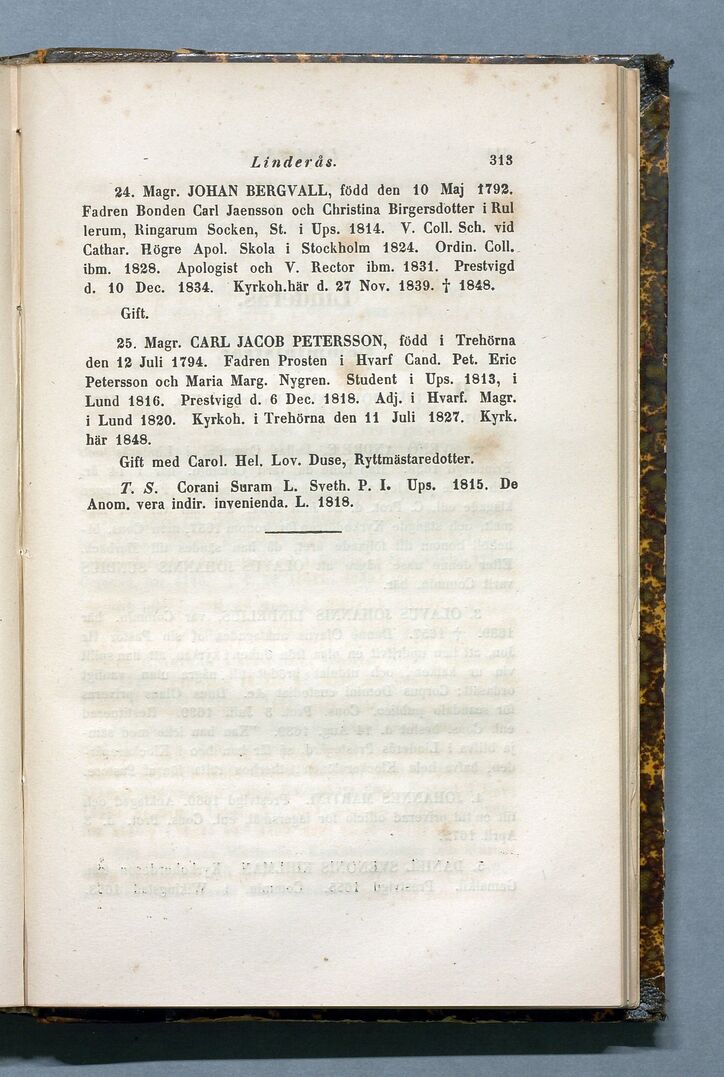 Linderås. 313
24. Magr. JOHAN BERGVALL, född den 10 Maj 1792.
Fadren Bonden Carl Jaensson och Christina Birgersdotter i Rul
lerum, Ringarum Socken, St. i Ups. 1814. V. Coll. Sch. vid
Cathar. Högre Apol. Skola i Stockholm 1824. Ordin. Coll.
ibm. 1828. Apologist och V. Rector ibm. 1831. Prestvigd
d. 10 Dec. 1834. Kyrkoh.här d. 27 Nov. 1839. † 1848.
Gift.
25. Magr. CARL JACOB PETERSSON, född i Trehörna
den 12 Juli 1794. Fadren Prosten i Hvarf Cand. Pet. Eric
Petersson och Maria Marg. Nygren. Student i Ups. 1813, i
Lund 1816. Prestvigd d. 6 Dec. 1818. Adj. i Hvarf. Magr.
i Lund 1820. Kyrkoh. i Trehörna den 11 Juli 1827. Kyrk.
här 1848.
Gift med Carol. Hel. Lov. Duse, Ryttmästaredotter.
T. S. Corani Suram L. Sveth. P. I. Ups. 1815. De
Anom. vera indir. invenienda. L. 1818.